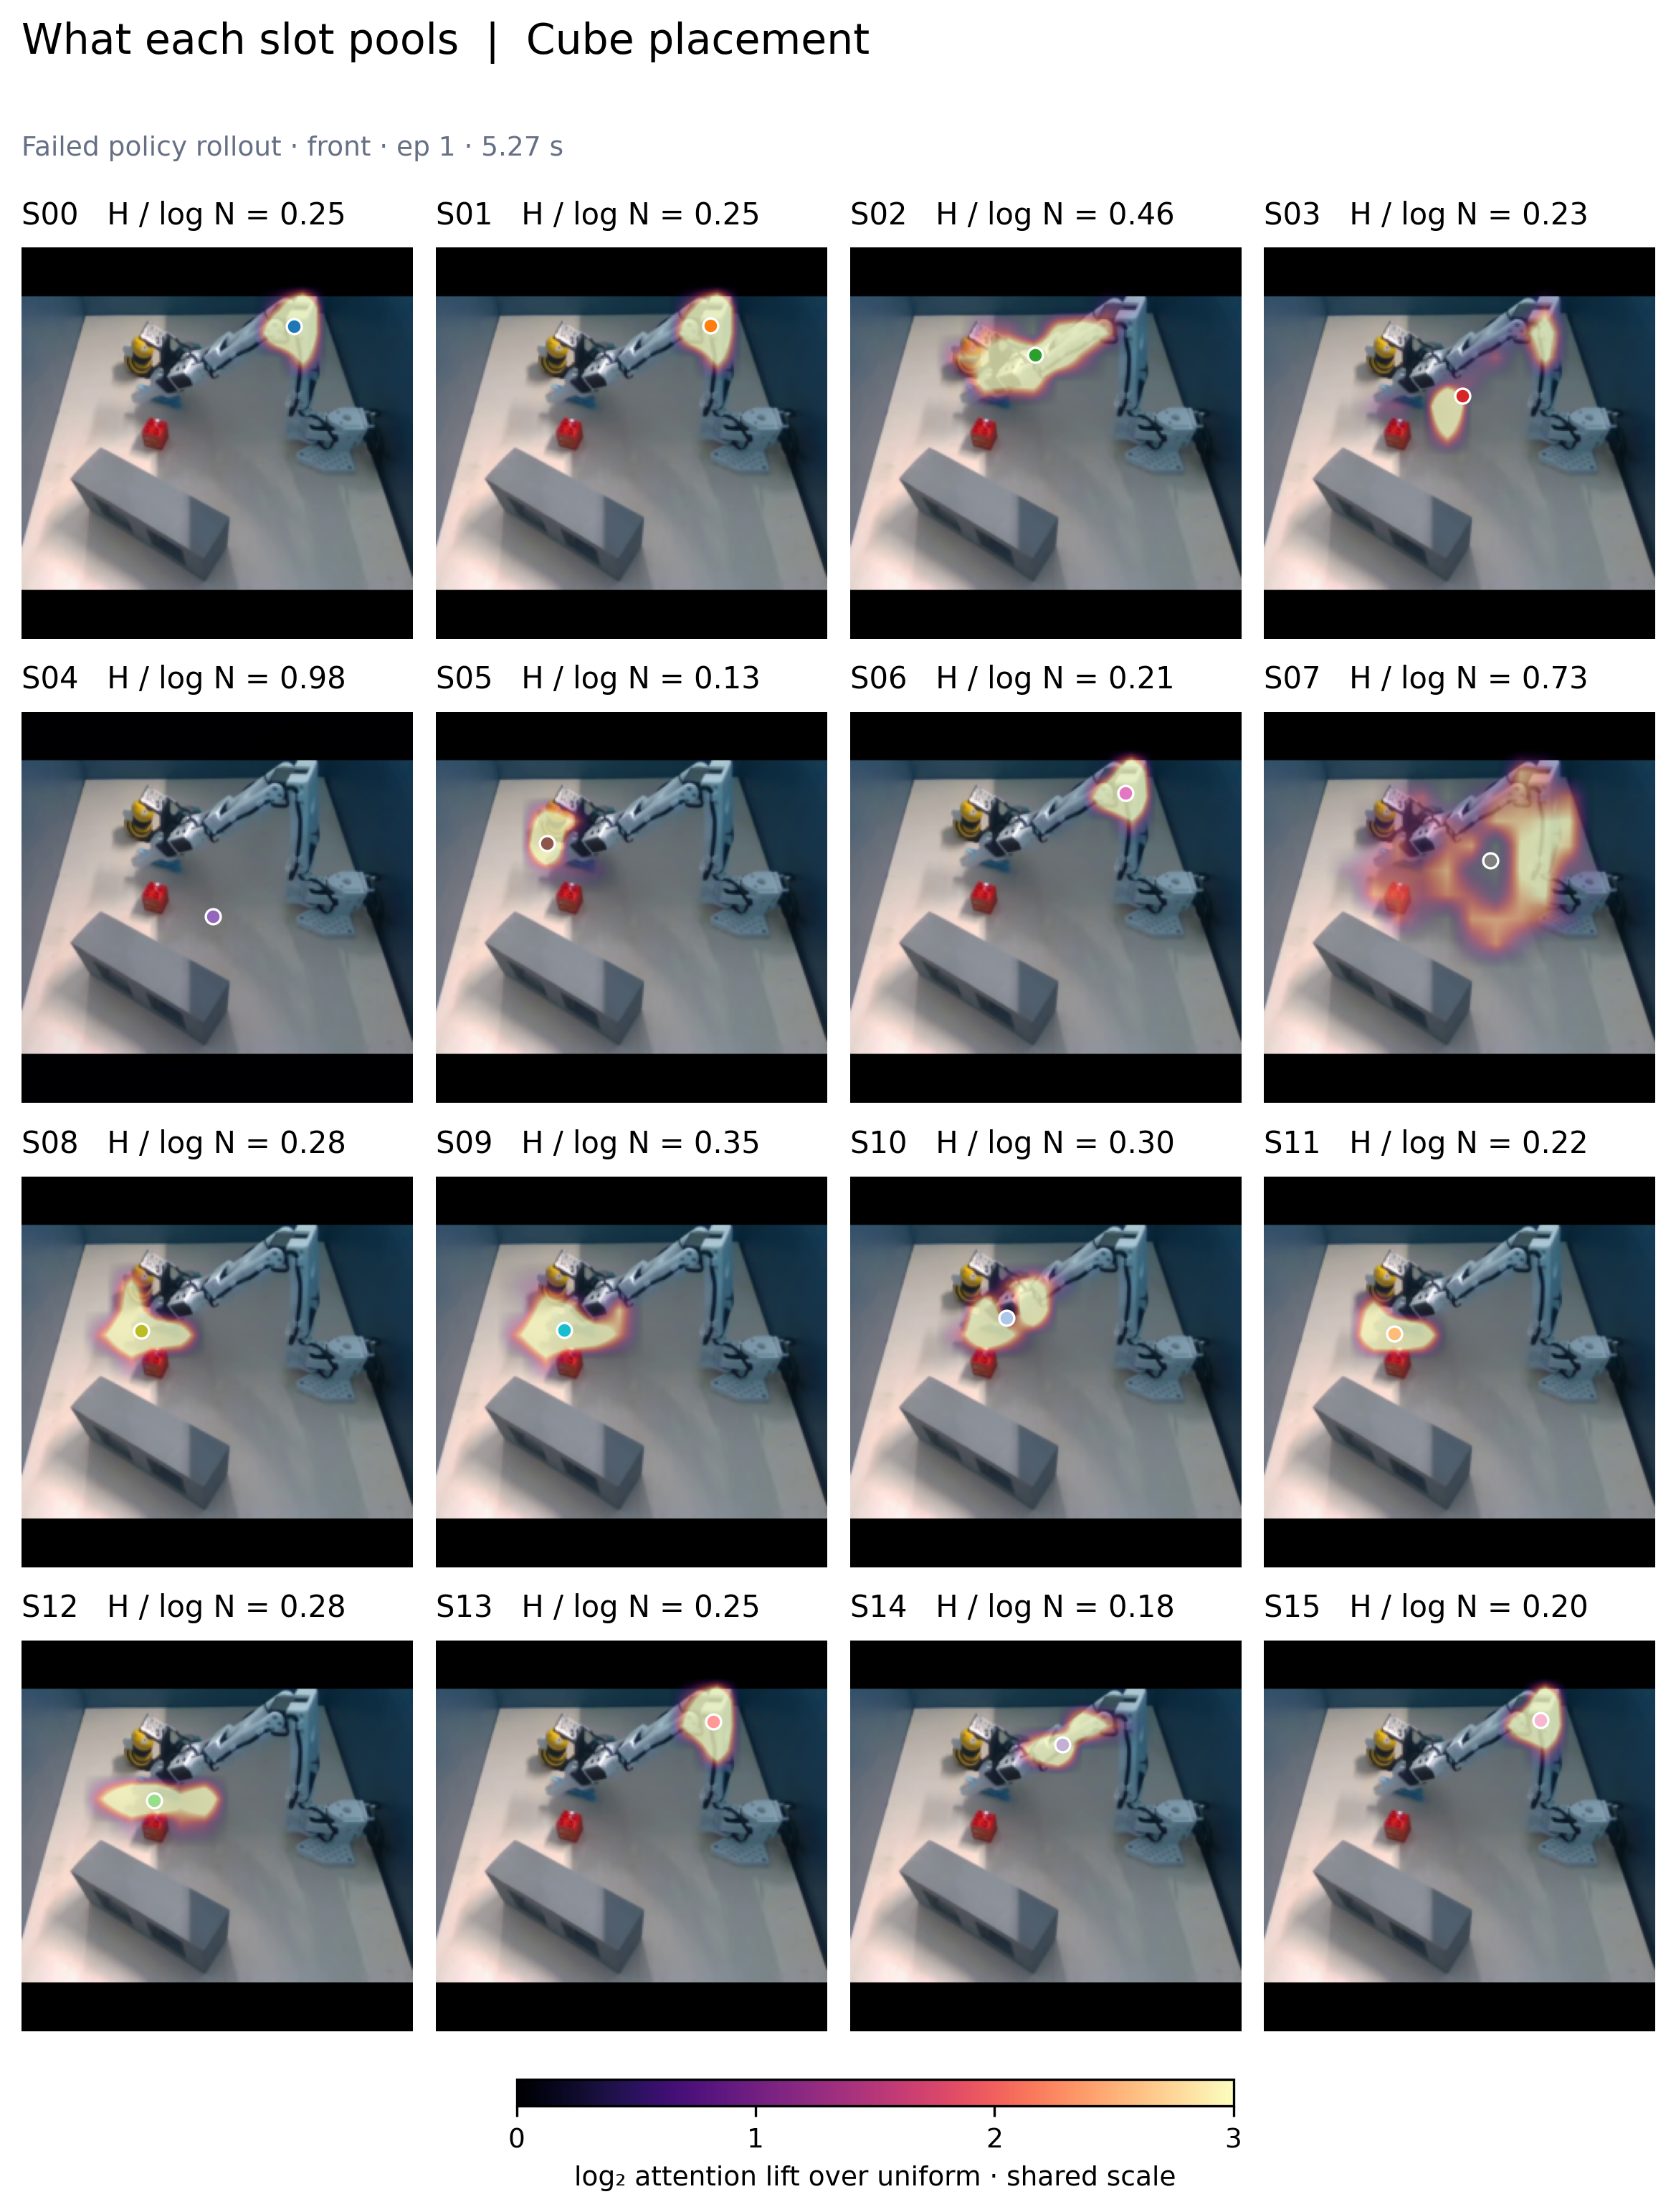 What each slot pools | Cube placement
Failed policy rollout · front · ep 1 · 5.27 s
S00 H / log N = 0.25 S01 H / log N = 0.25 S02 H / log N = 0.46 S03 H / log N = 0.23
S04 H / log N = 0.98 S05 H / log N = 0.13 S06 H / log N = 0.21 S07 H / log N = 0.73
S08 H / log N = 0.28 S09 H / log N = 0.35 S10 H / log N = 0.30 S11 H / log N = 0.22
S12 H / log N = 0.28 S13 H / log N = 0.25 S14 H / log N = 0.18 S15 H / log N = 0.20
0 1 2 3
log₂ attention lift over uniform · shared scale